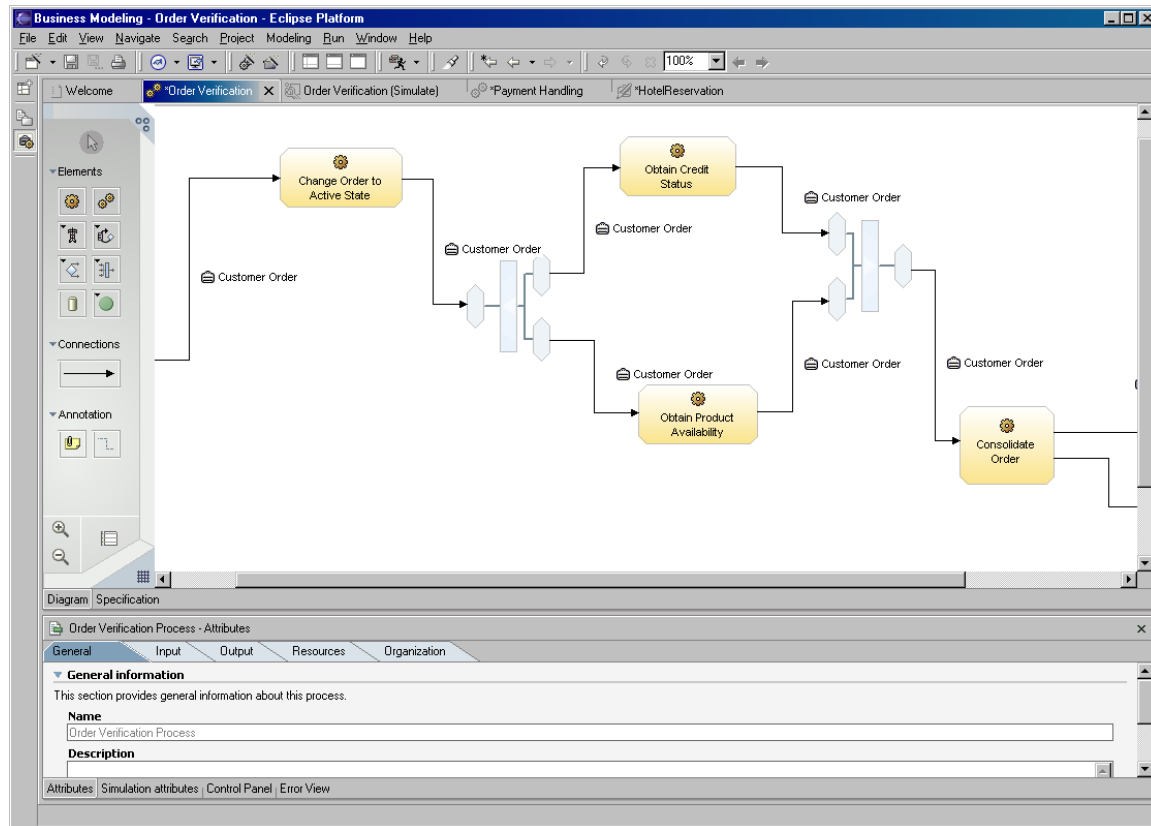 Business Modeling - Order Verification - Eclipse Platform
File Edit View Navigate Search Project Modeling Run Window Help
100%
Welcome
*Order Verification
Order Verification (Simulate)
*Payment Handling
*HotelReservation
Elements
Connections
Annotation
Change Order to
Active State
Obtain Credit
Status
Customer Order
Customer Order
Customer Order
Customer Order
Customer Order
Customer Order
Customer Order
Obtain Product
Availability
Consolidate
Order
Diagram
Specification
Order Verification Process - Attributes
General
Input
Output
Resources
Organization
General information
This section provides general information about this process.
Name
Order Verification Process
Description
Attributes
Simulation attributes
Control Panel
Error View